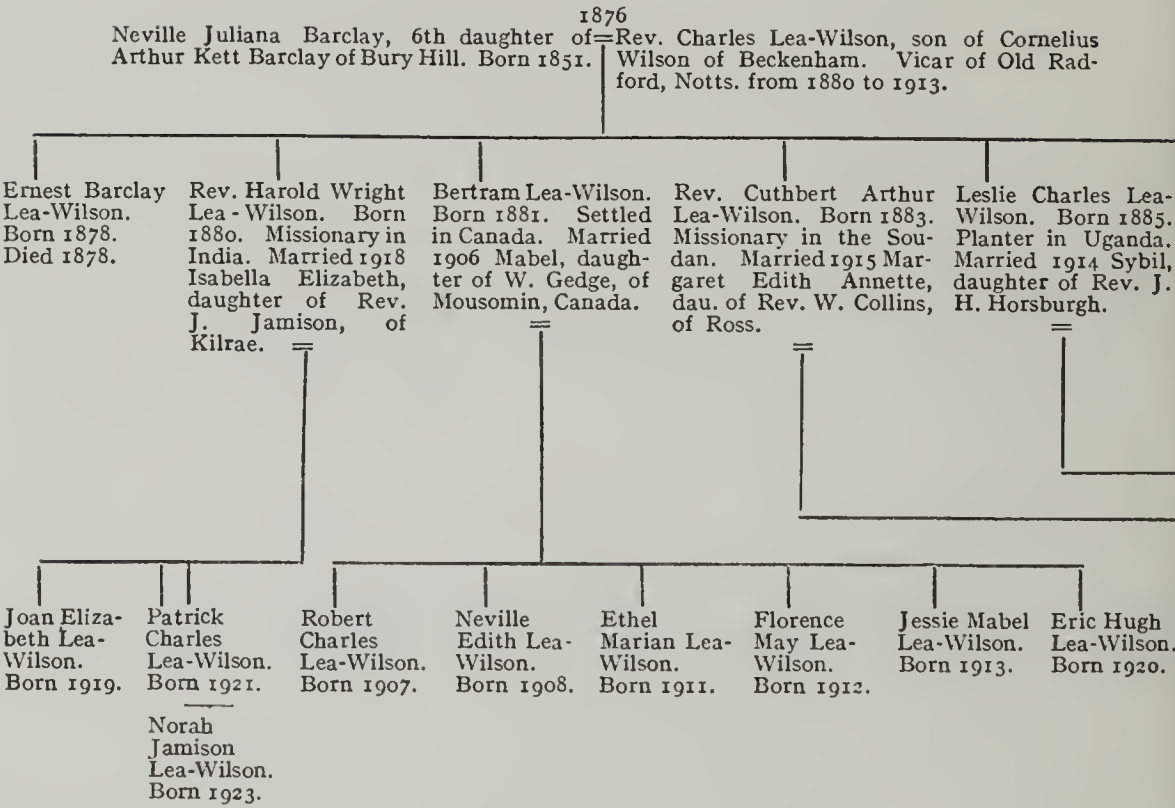 1876
Neville Juliana Barclay, 6th daughter of=Rev. Charles Lea-Wilson, son of Cornelius
Arthur Kett Barclay of Bury Hill. Born 1851. Wilson of Beckenham. Vicar of Old Rad-
ford, Notts. from 1880 to 1913.
Ernest Barclay
Lea-Wilson.
Born 1878.
Died 1878.
Rev. Harold Wright
Lea-Wilson. Born
1880. Missionary in
India. Married 1918
Isabella Elizabeth,
daughter of Rev.
J. Jamison, of
Kilrae. =
Bertram Lea-Wilson.
Born 1881. Settled
in Canada. Married
1906 Mabel, daugh-
ter of W. Gedge, of
Mousomin, Canada.
=
Rev. Cuthbert Arthur
Lea-Wilson. Born 1883.
Missionary in the Sou-
dan. Married 1915 Mar-
garet Edith Annette,
dau. of Rev. W. Collins,
of Ross.
=
Leslie Charles Lea-
Wilson. Born 1885.
Planter in Uganda.
Married 1914 Sybil,
daughter of Rev. J.
H. Horsburgh.
=
Joan Eliza-
beth Lea-
Wilson.
Born 1919.
Patrick
Charles
Lea-Wilson.
Born 1921.
Norah
Jamison
Lea-Wilson.
Born 1923.
Robert
Charles
Lea-Wilson.
Born 1907.
Neville
Edith Lea-
Wilson.
Born 1908.
Ethel
Marian Lea-
Wilson.
Born 1911.
Florence
May Lea-
Wilson.
Born 1912.
Jessie Mabel
Lea-Wilson.
Born 1913.
Eric Hugh
Lea-Wilson.
Born 1920.